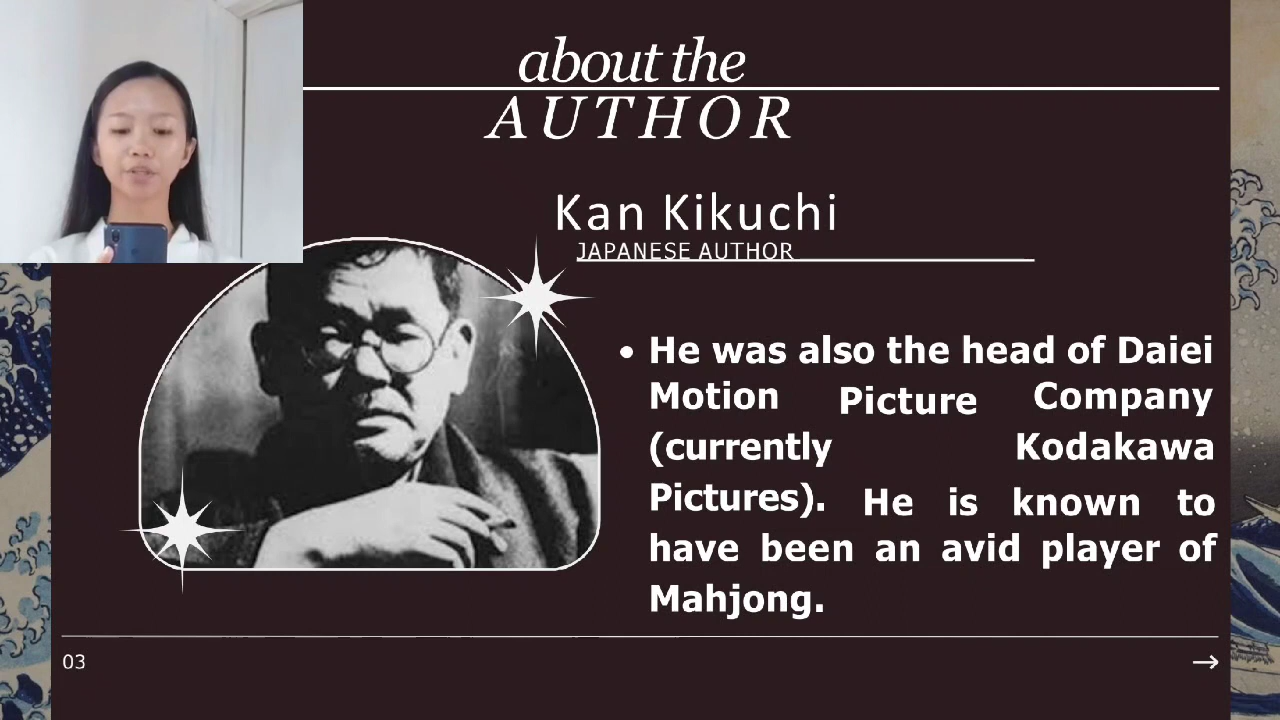 about the
AUTHOR
Kan Kikuchi
JAPANESE AUTHOR
• He was also the head of Daiei
Motion Picture Company
(currently Kodakawa
Pictures). He is known to
have been an avid player of
Mahjong.
03
→